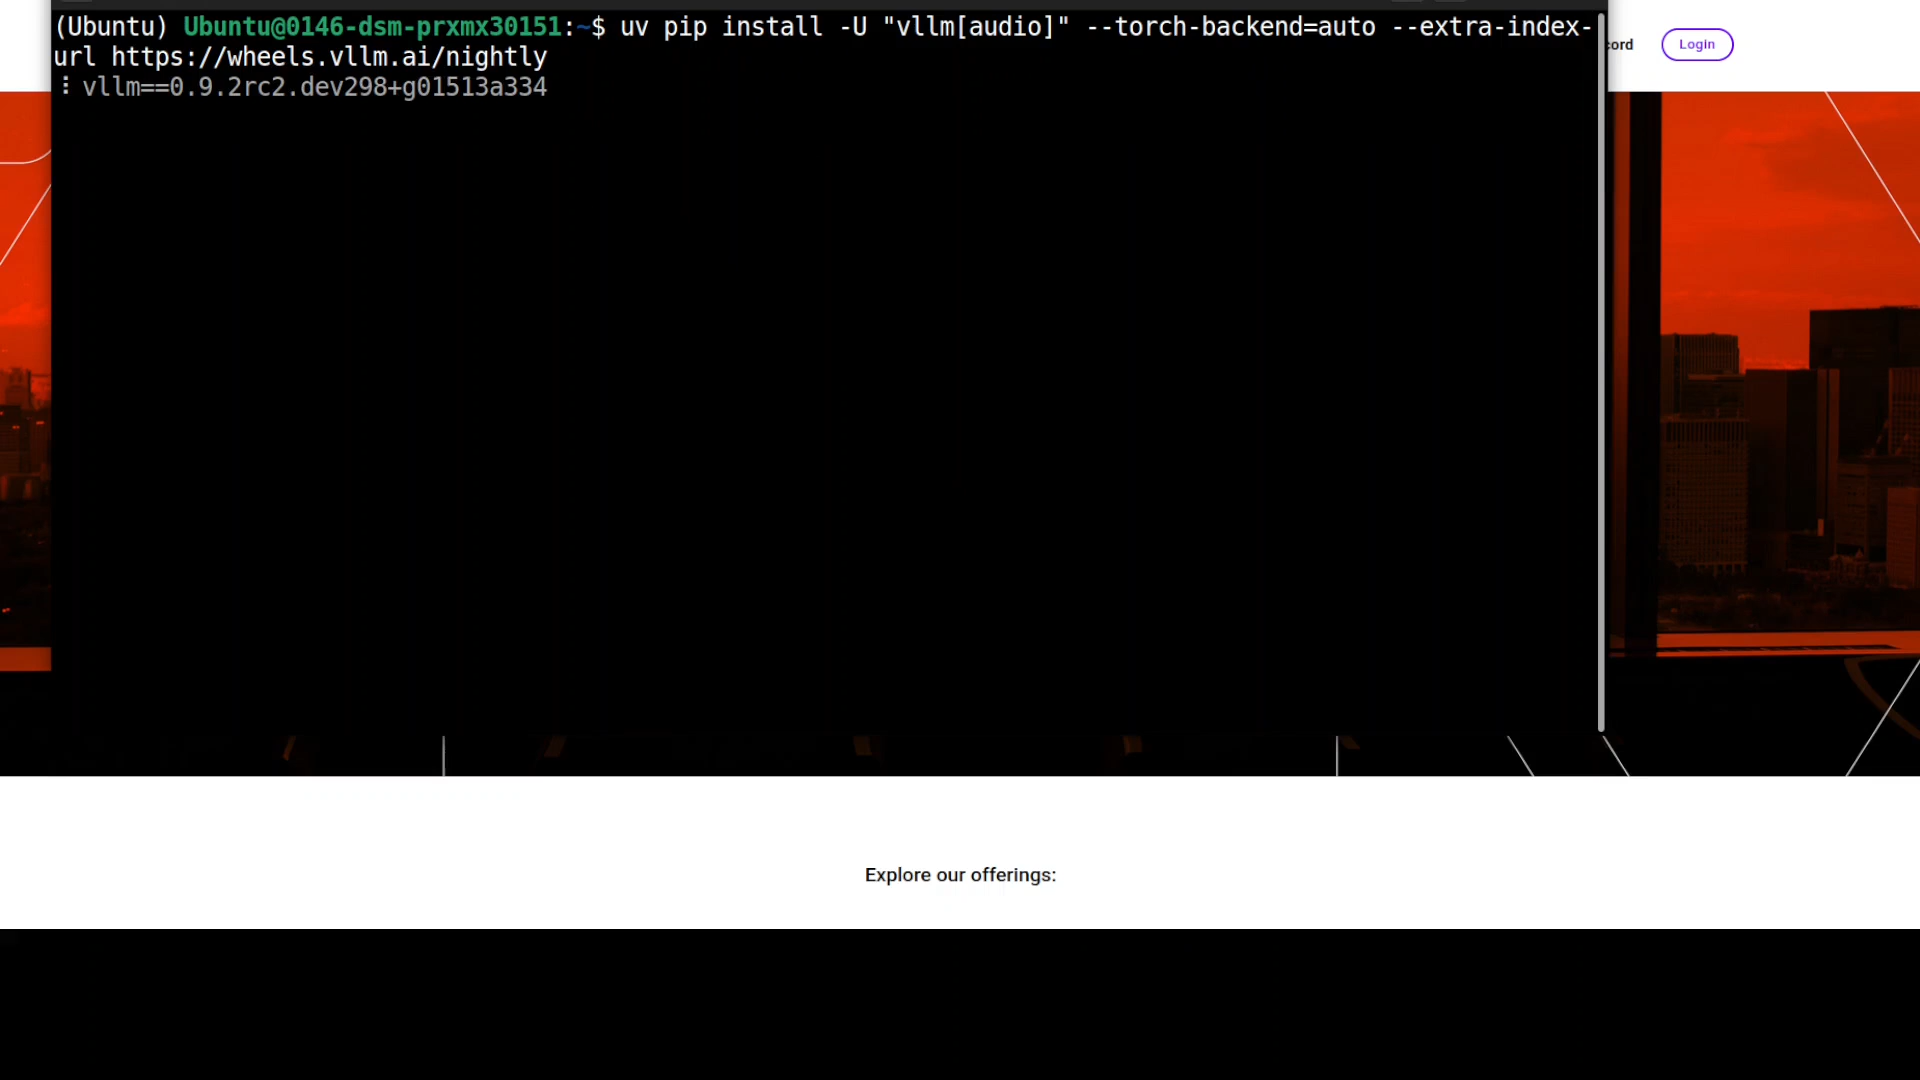 (Ubuntu) Ubuntu@0146-dsm-prxmx30151:~$ uv pip install -U "vllm[audio]" --torch-backend=auto --extra-index-
url https://wheels.vllm.ai/nightly
⠸ vllm==0.9.2rc2.dev298+g01513a334
cord
Login
Explore our offerings: